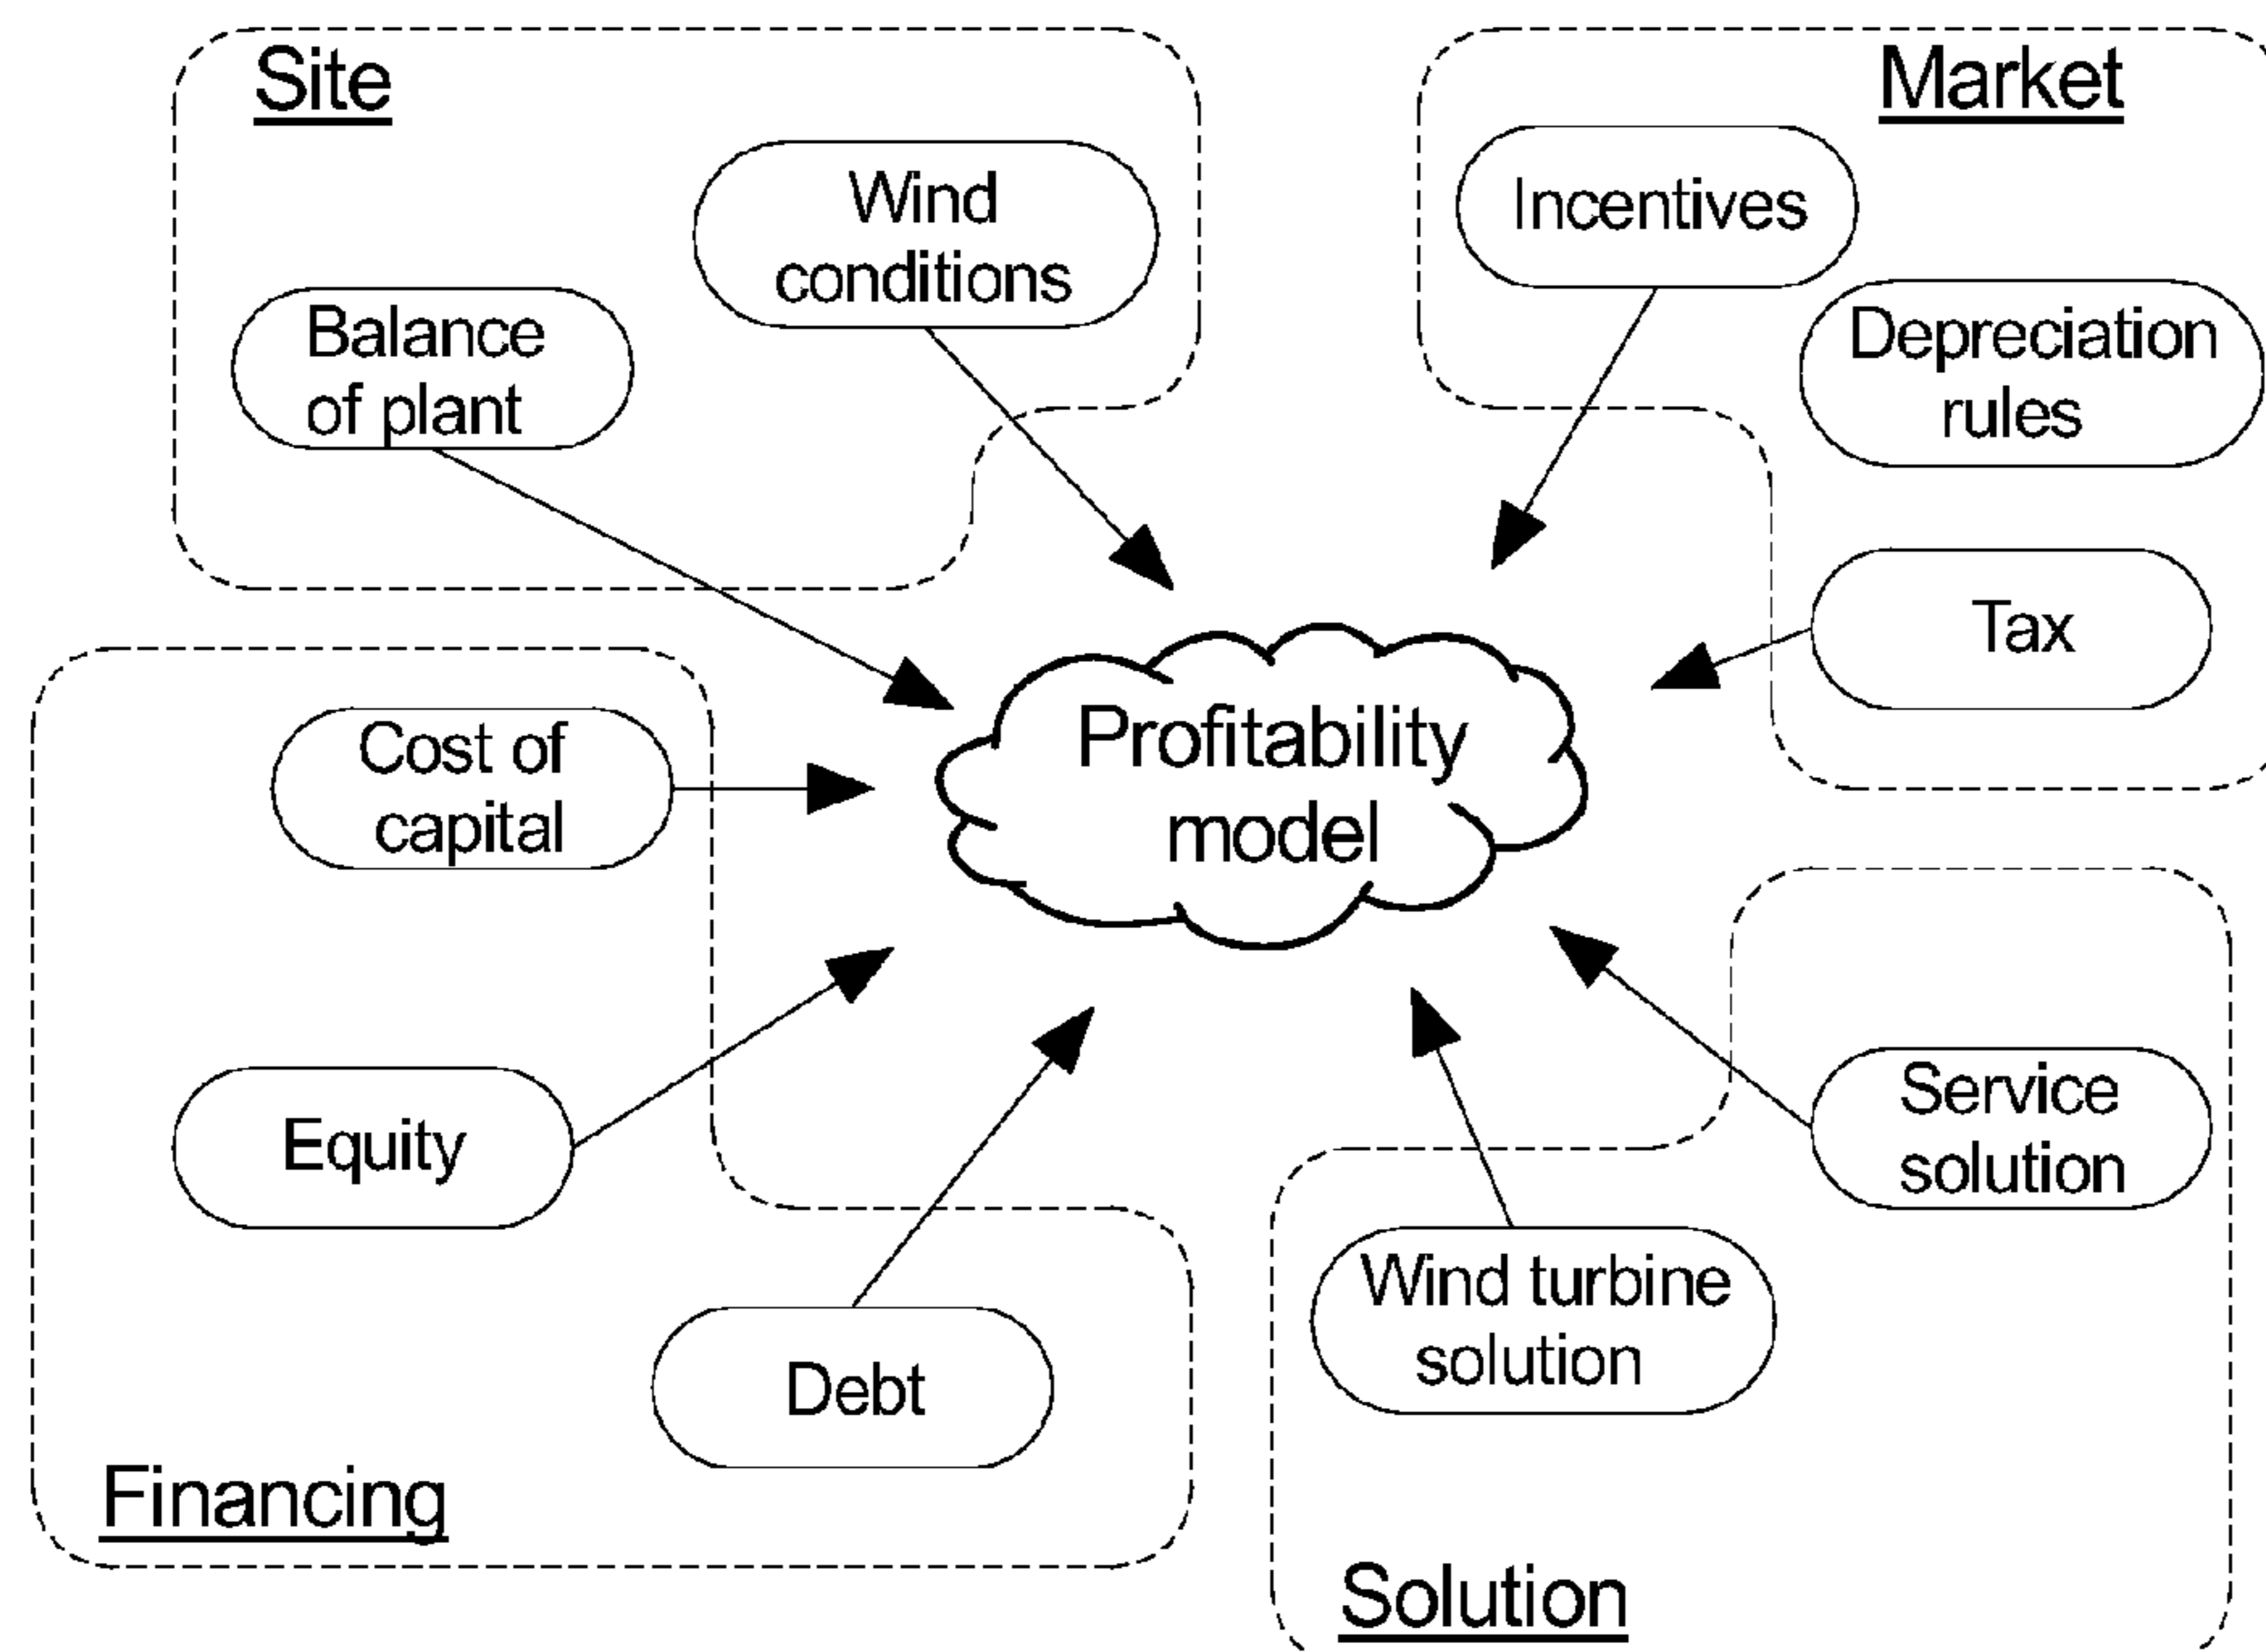 Site
Market
Wind
conditions
Incentives
Balance
of plant
Depreciation
rules
Tax
Profitability
model
Cost of
capital
Equity
Service
solution
Wind turbine
solution
Debt
Financing
Solution